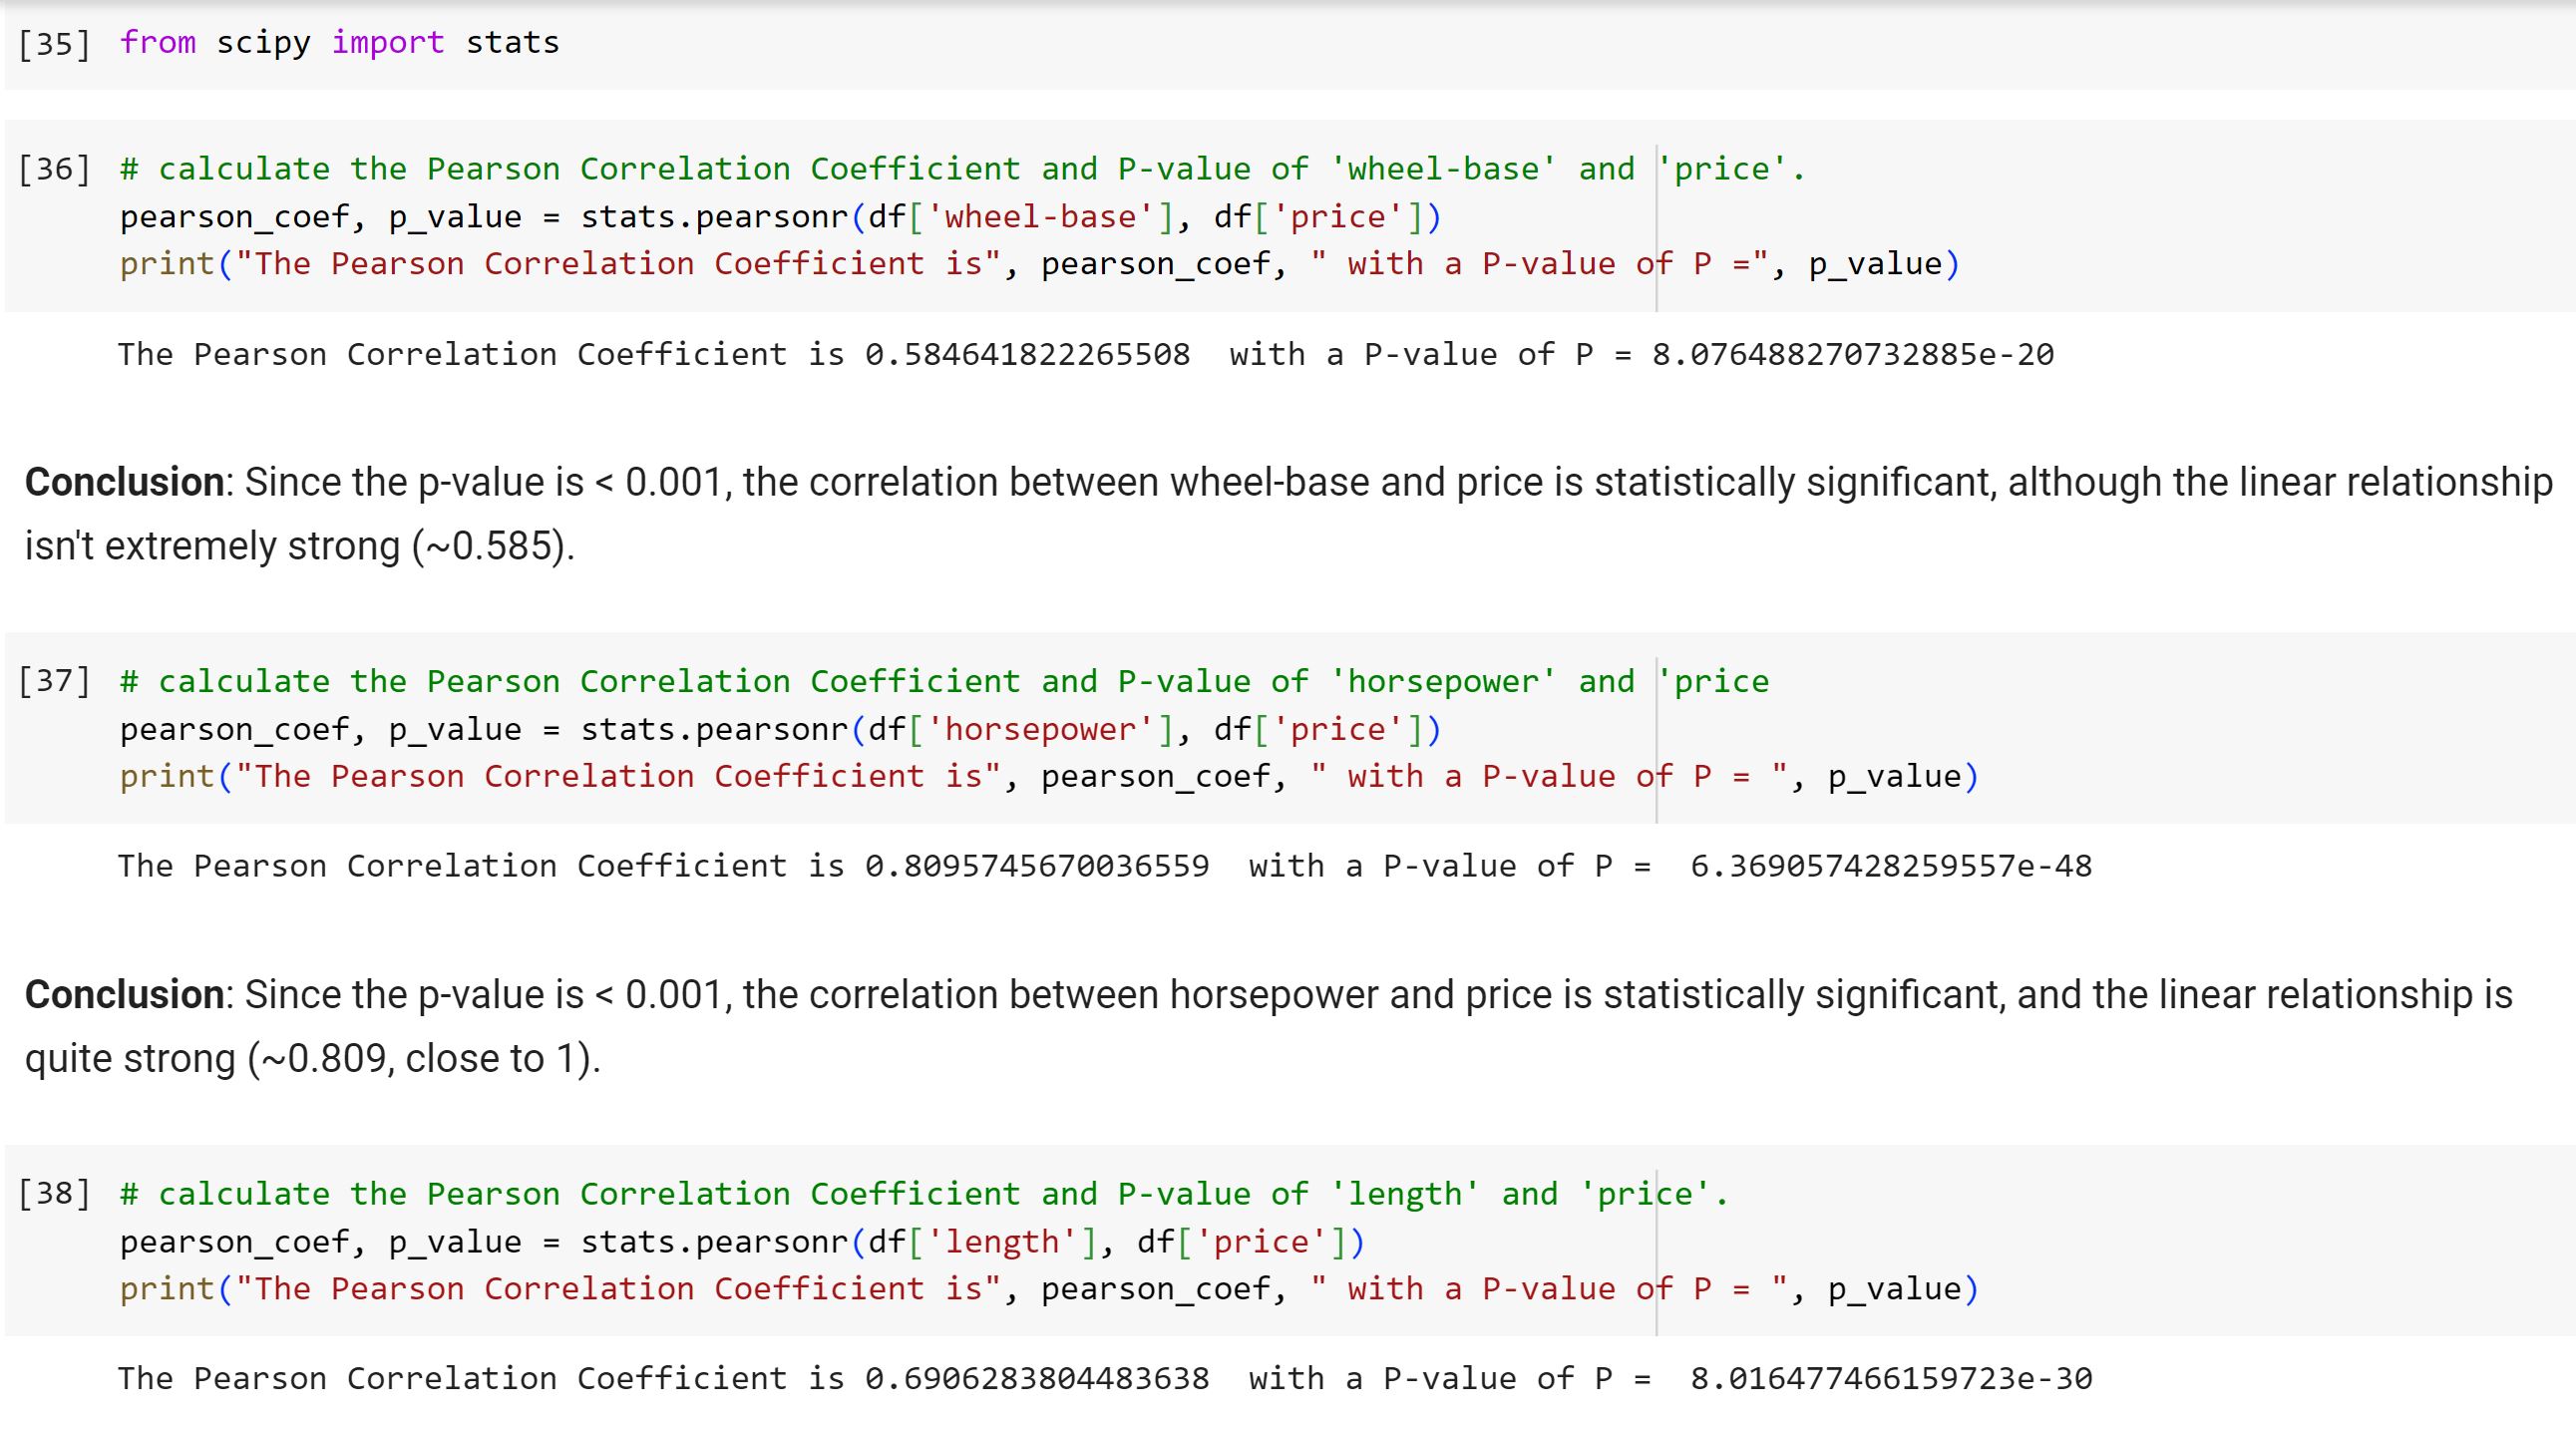 [35] from scipy import stats
[36] # calculate the Pearson Correlation Coefficient and P-value of 'wheel-base' and 'price'.
pearson_coef, p_value = stats.pearsonr(df['wheel-base'], df['price'])
print("The Pearson Correlation Coefficient is", pearson_coef, " with a P-value of P =", p_value)
The Pearson Correlation Coefficient is 0.584641822265508  with a P-value of P = 8.076488270732885e-20
Conclusion: Since the p-value is < 0.001, the correlation between wheel-base and price is statistically significant, although the linear relationship
isn't extremely strong (~0.585).
[37] # calculate the Pearson Correlation Coefficient and P-value of 'horsepower' and 'price
pearson_coef, p_value = stats.pearsonr(df['horsepower'], df['price'])
print("The Pearson Correlation Coefficient is", pearson_coef, " with a P-value of P = ", p_value)
The Pearson Correlation Coefficient is 0.8095745670036559  with a P-value of P =  6.369057428259557e-48
Conclusion: Since the p-value is < 0.001, the correlation between horsepower and price is statistically significant, and the linear relationship is
quite strong (~0.809, close to 1).
[38] # calculate the Pearson Correlation Coefficient and P-value of 'length' and 'price'.
pearson_coef, p_value = stats.pearsonr(df['length'], df['price'])
print("The Pearson Correlation Coefficient is", pearson_coef, " with a P-value of P = ", p_value)
The Pearson Correlation Coefficient is 0.6906283804483638  with a P-value of P =  8.016477466159723e-30